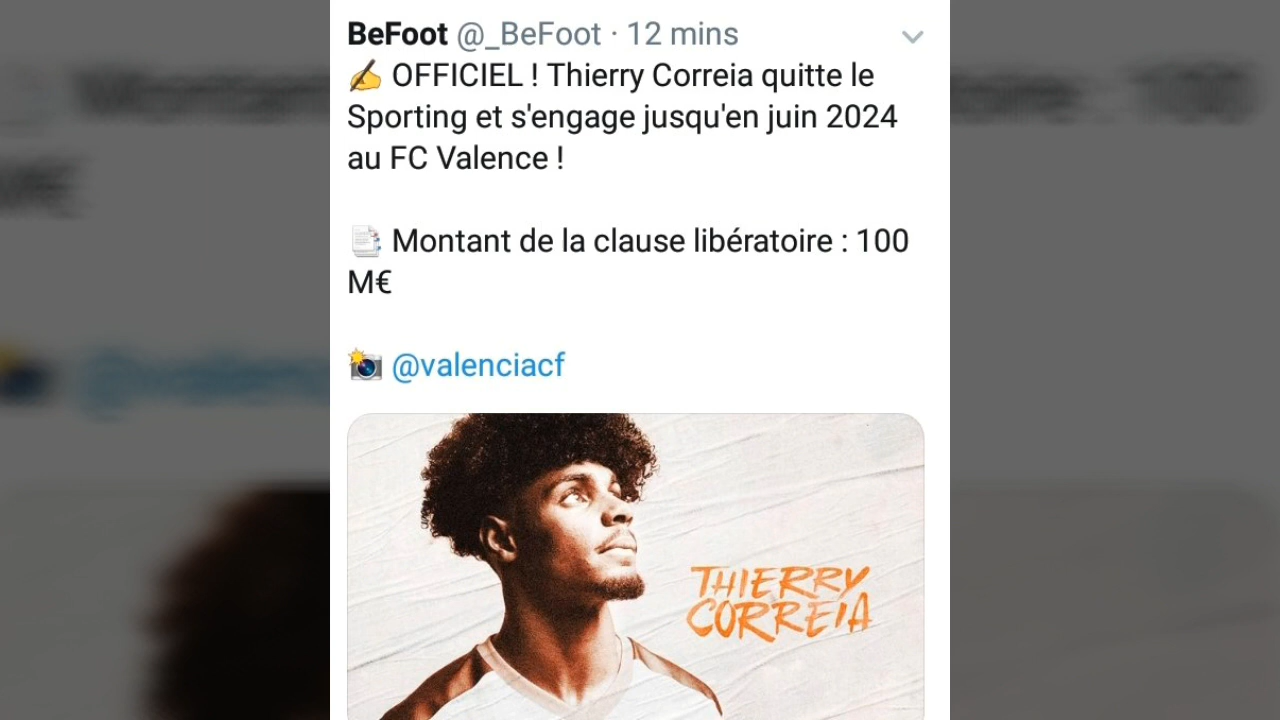 BeFoot @_BeFoot · 12 mins
✍️ OFFICIEL ! Thierry Correia quitte le
Sporting et s'engage jusqu'en juin 2024
au FC Valence !
📑 Montant de la clause libératoire : 100
M€
📸 @valenciacf
THIERRY
CORREIA